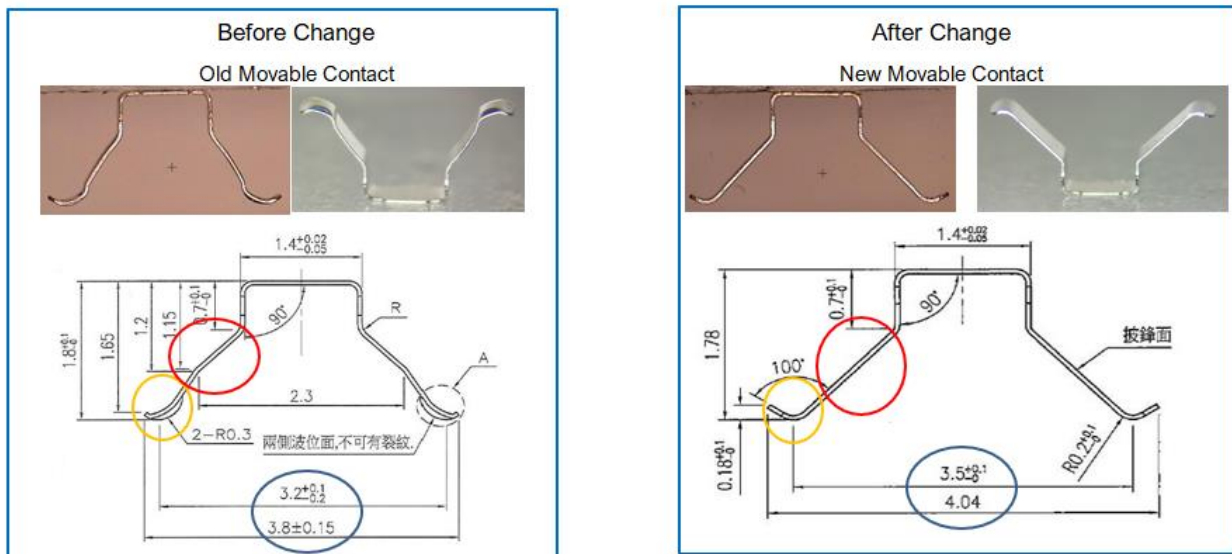 Before Change
Old Movable Contact
1.4+0.02-0.05
1.8+0.1-0
1.65
1.2
1.15
0.7+0.1-0
90°
R
A
2.3
2-R0.3
兩側波位面,不可有裂紋.
3.2+0.1-0.2
3.8±0.15
After Change
New Movable Contact
1.4+0.02-0.05
1.78
0.7+0.1-0
90°
100°
披鋒面
0.18+0.1-0
R0.2+0.1-0
3.5+0.1-0
4.04